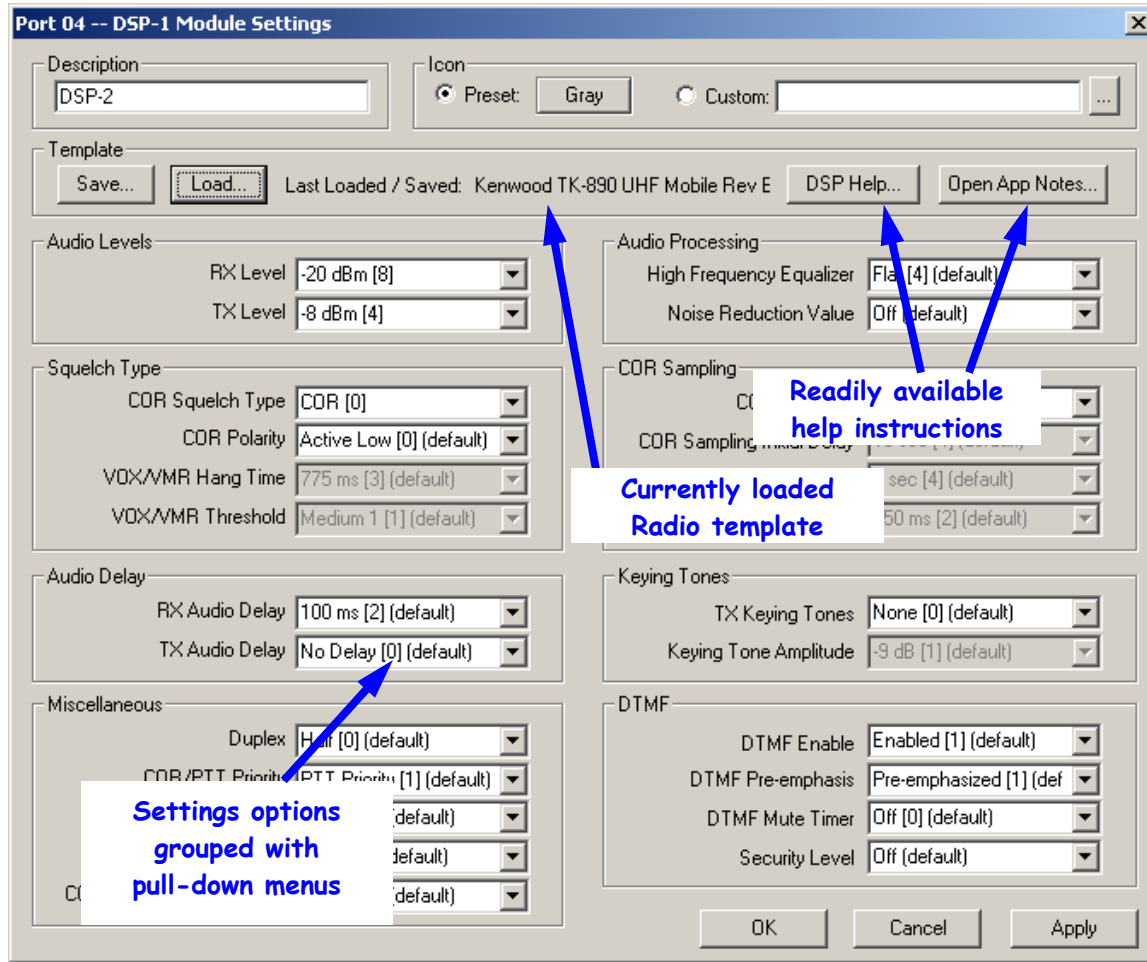 Port 04 -- DSP-1 Module Settings
Description
DSP-2
Icon
Preset:
Gray
Custom:
...
Template
Save...
Load...
Last Loaded / Saved: Kenwood TK-890 UHF Mobile Rev E
DSP Help...
Open App Notes...
Audio Levels
RX Level -20 dBm [8]
TX Level -8 dBm [4]
Audio Processing
High Frequency Equalizer Flat [4] (default)
Noise Reduction Value Off (default)
Squelch Type
COR Squelch Type COR [0]
COR Polarity Active Low [0] (default)
VOX/VMR Hang Time 775 ms [3] (default)
VOX/VMR Threshold Medium 1 [1] (default)
COR Sampling
COR Sampling Initial Delay
sec [4] (default)
50 ms [2] (default)
Readily available
help instructions
Currently loaded
Radio template
Audio Delay
RX Audio Delay 100 ms [2] (default)
TX Audio Delay No Delay [0] (default)
Keying Tones
TX Keying Tones None [0]
(default)
Keying Tone Amplitude -9 dB [1] (default)
Miscellaneous
Duplex Half [0] (default)
COR/PTT Priority PTT Priority [1] (default)
(default)
default)
(default)
Settings options
grouped with
pull-down menus
DTMF
DTMF Enable Enabled [1] (default)
DTMF Pre-emphasis Pre-emphasized [1] (def
DTMF Mute Timer Off [0] (default)
Security Level Off (default)
OK
Cancel
Apply